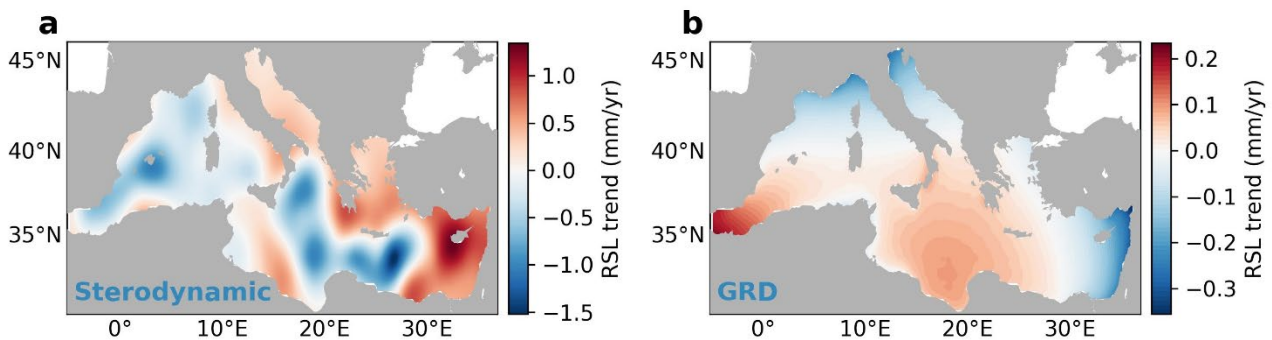 a
b
45°N
40°N
35°N
0°
10°E
20°E
30°E
Sterodynamic
1.0
0.5
0.0
−0.5
−1.0
−1.5
RSL trend (mm/yr)
45°N
40°N
35°N
0°
10°E
20°E
30°E
GRD
0.2
0.1
0.0
−0.1
−0.2
−0.3
RSL trend (mm/yr)